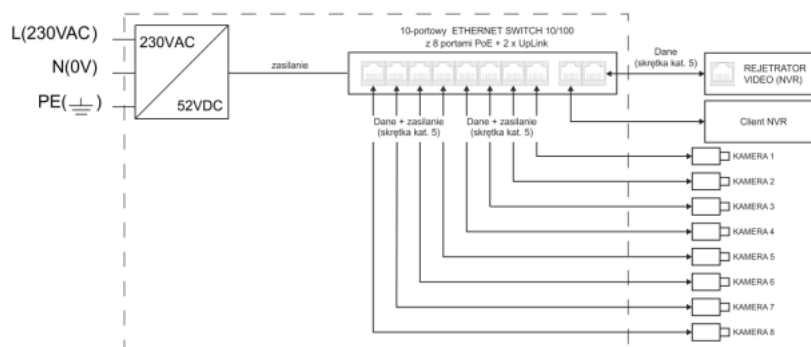 L(230VAC)
N(0V)
PE(⏚)
230VAC
52VDC
zasilanie
10-portowy ETHERNET SWITCH 10/100
z 8 portami PoE + 2 x UpLink
Dane + zasilanie
(skrętka kat. 5)
Dane + zasilanie
(skrętka kat. 5)
Dane
(skrętka kat. 5)
REJETRATOR
VIDEO (NVR)
Client NVR
KAMERA 1
KAMERA 2
KAMERA 3
KAMERA 4
KAMERA 5
KAMERA 6
KAMERA 7
KAMERA 8